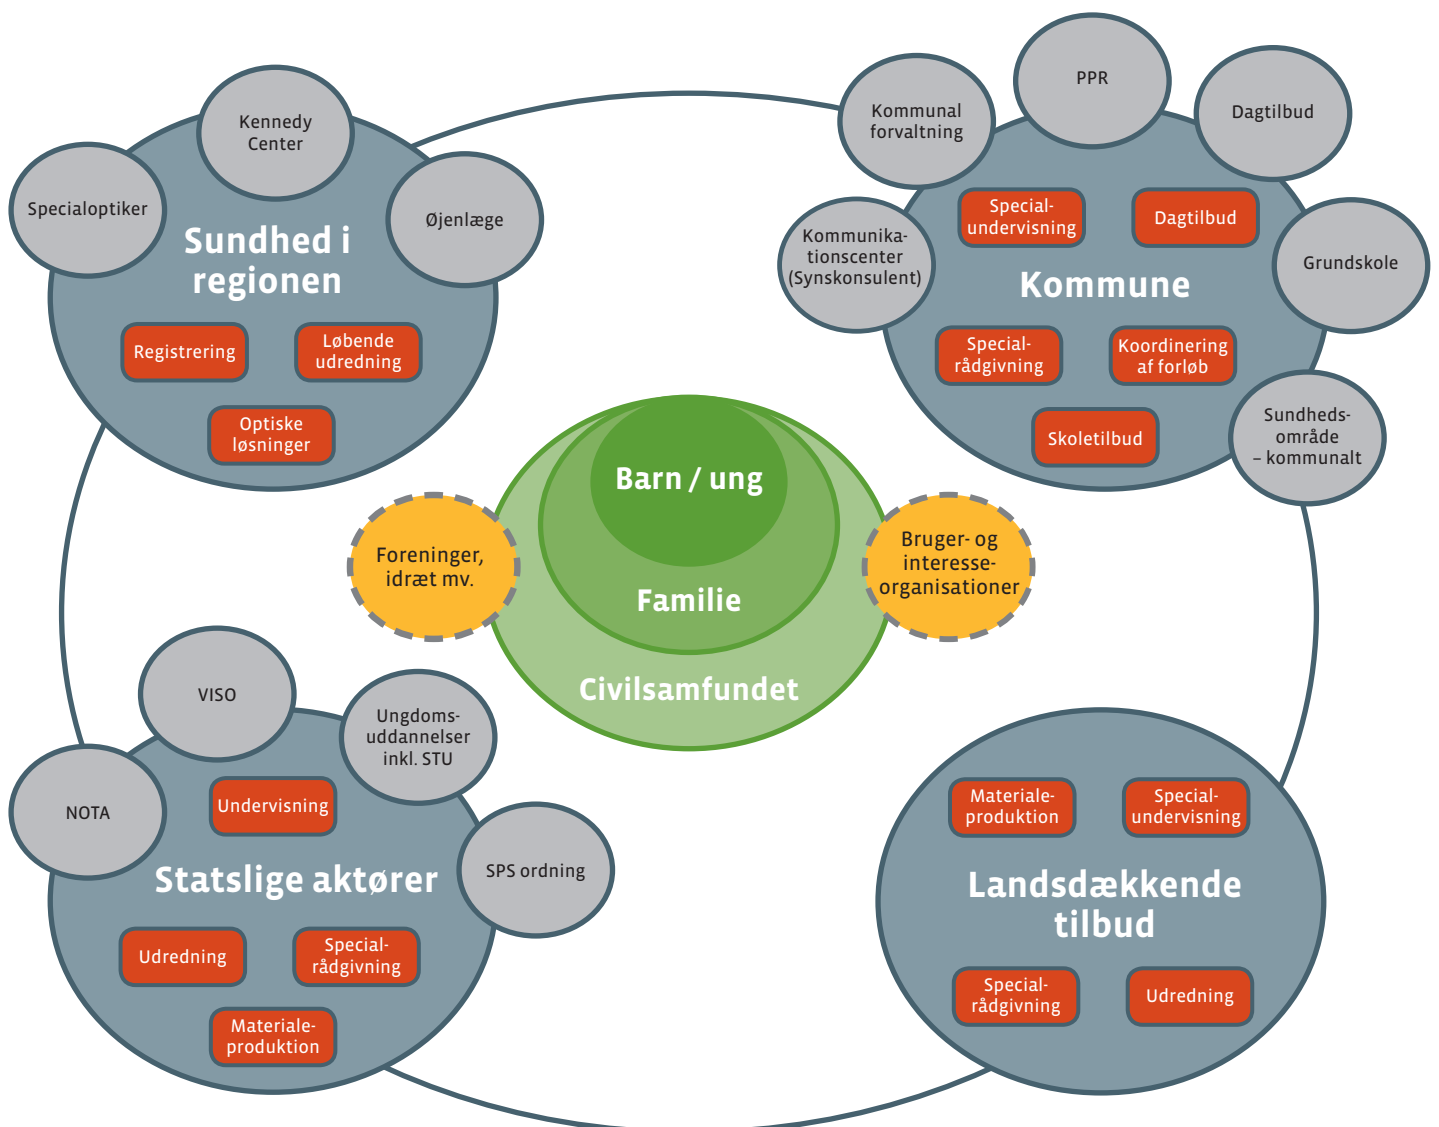 Kennedy
Center
Specialoptiker
Øjenlæge
Sundhed i
regionen
Registrering
Løbende
udredning
Optiske
løsninger
PPR
Kommunal
forvaltning
Dagtilbud
Kommunika-
tionscenter
(Synskonsulent)
Special-
undervisning
Dagtilbud
Grundskole
Kommune
Special-
rådgivning
Koordinering
af forløb
Skoletilbud
Sundheds-
område
– kommunalt
Barn / ung
Familie
Civilsamfundet
Foreninger,
idræt mv.
Bruger- og
interesse-
organisationer
VISO
Ungdoms-
uddannelser
inkl. STU
NOTA
Undervisning
SPS ordning
Statslige aktører
Udredning
Special-
rådgivning
Materiale-
produktion
Materiale-
produktion
Special-
undervisning
Landsdækkende
tilbud
Special-
rådgivning
Udredning